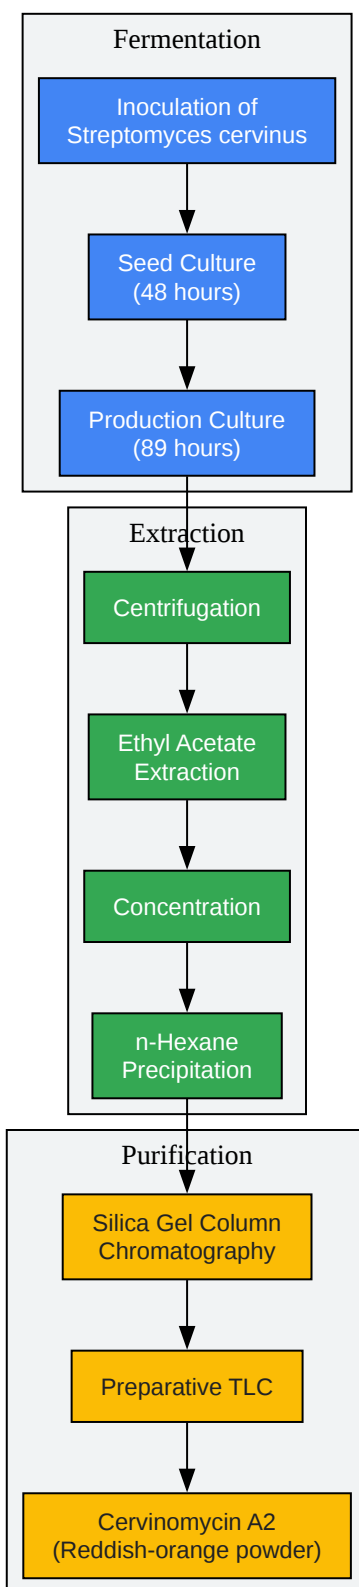 Fermentation
Inoculation of
Streptomyces cervinus
Seed Culture
(48 hours)
Production Culture
(89 hours)
Extraction
Centrifugation
Ethyl Acetate
Extraction
Concentration
n-Hexane
Precipitation
Purification
Silica Gel Column
Chromatography
Preparative TLC
Cervinomycin A2
(Reddish-orange powder)